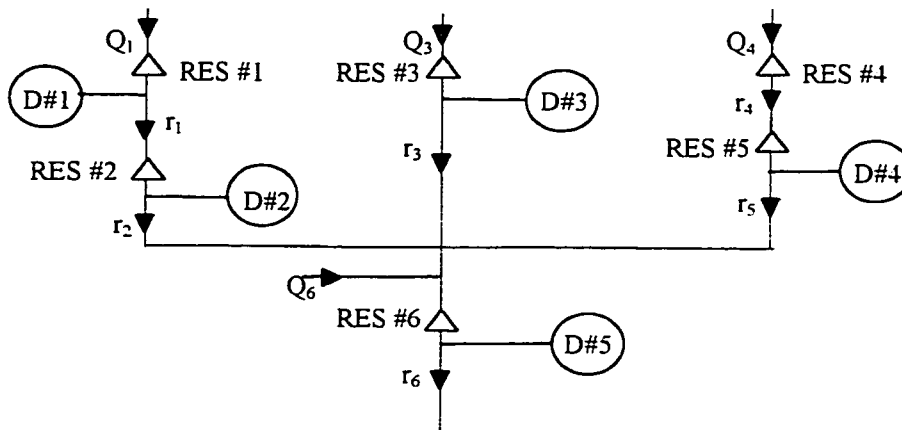 Q₁
RES #1
D#1
r₁
RES #2
D#2
r₂
Q₃
RES #3
D#3
r₃
Q₄
RES #4
r₄
RES #5
D#4
r₅
Q₆
RES #6
D#5
r₆